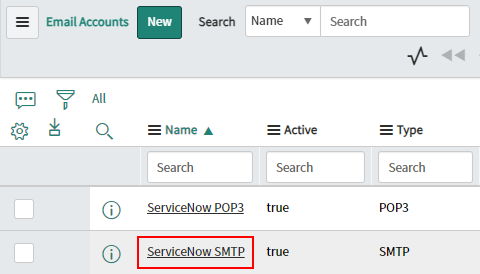 Email Accounts New Search Name Search
All
Name Active Type
Search Search Search
ServiceNow POP3 true POP3
ServiceNow SMTP true SMTP